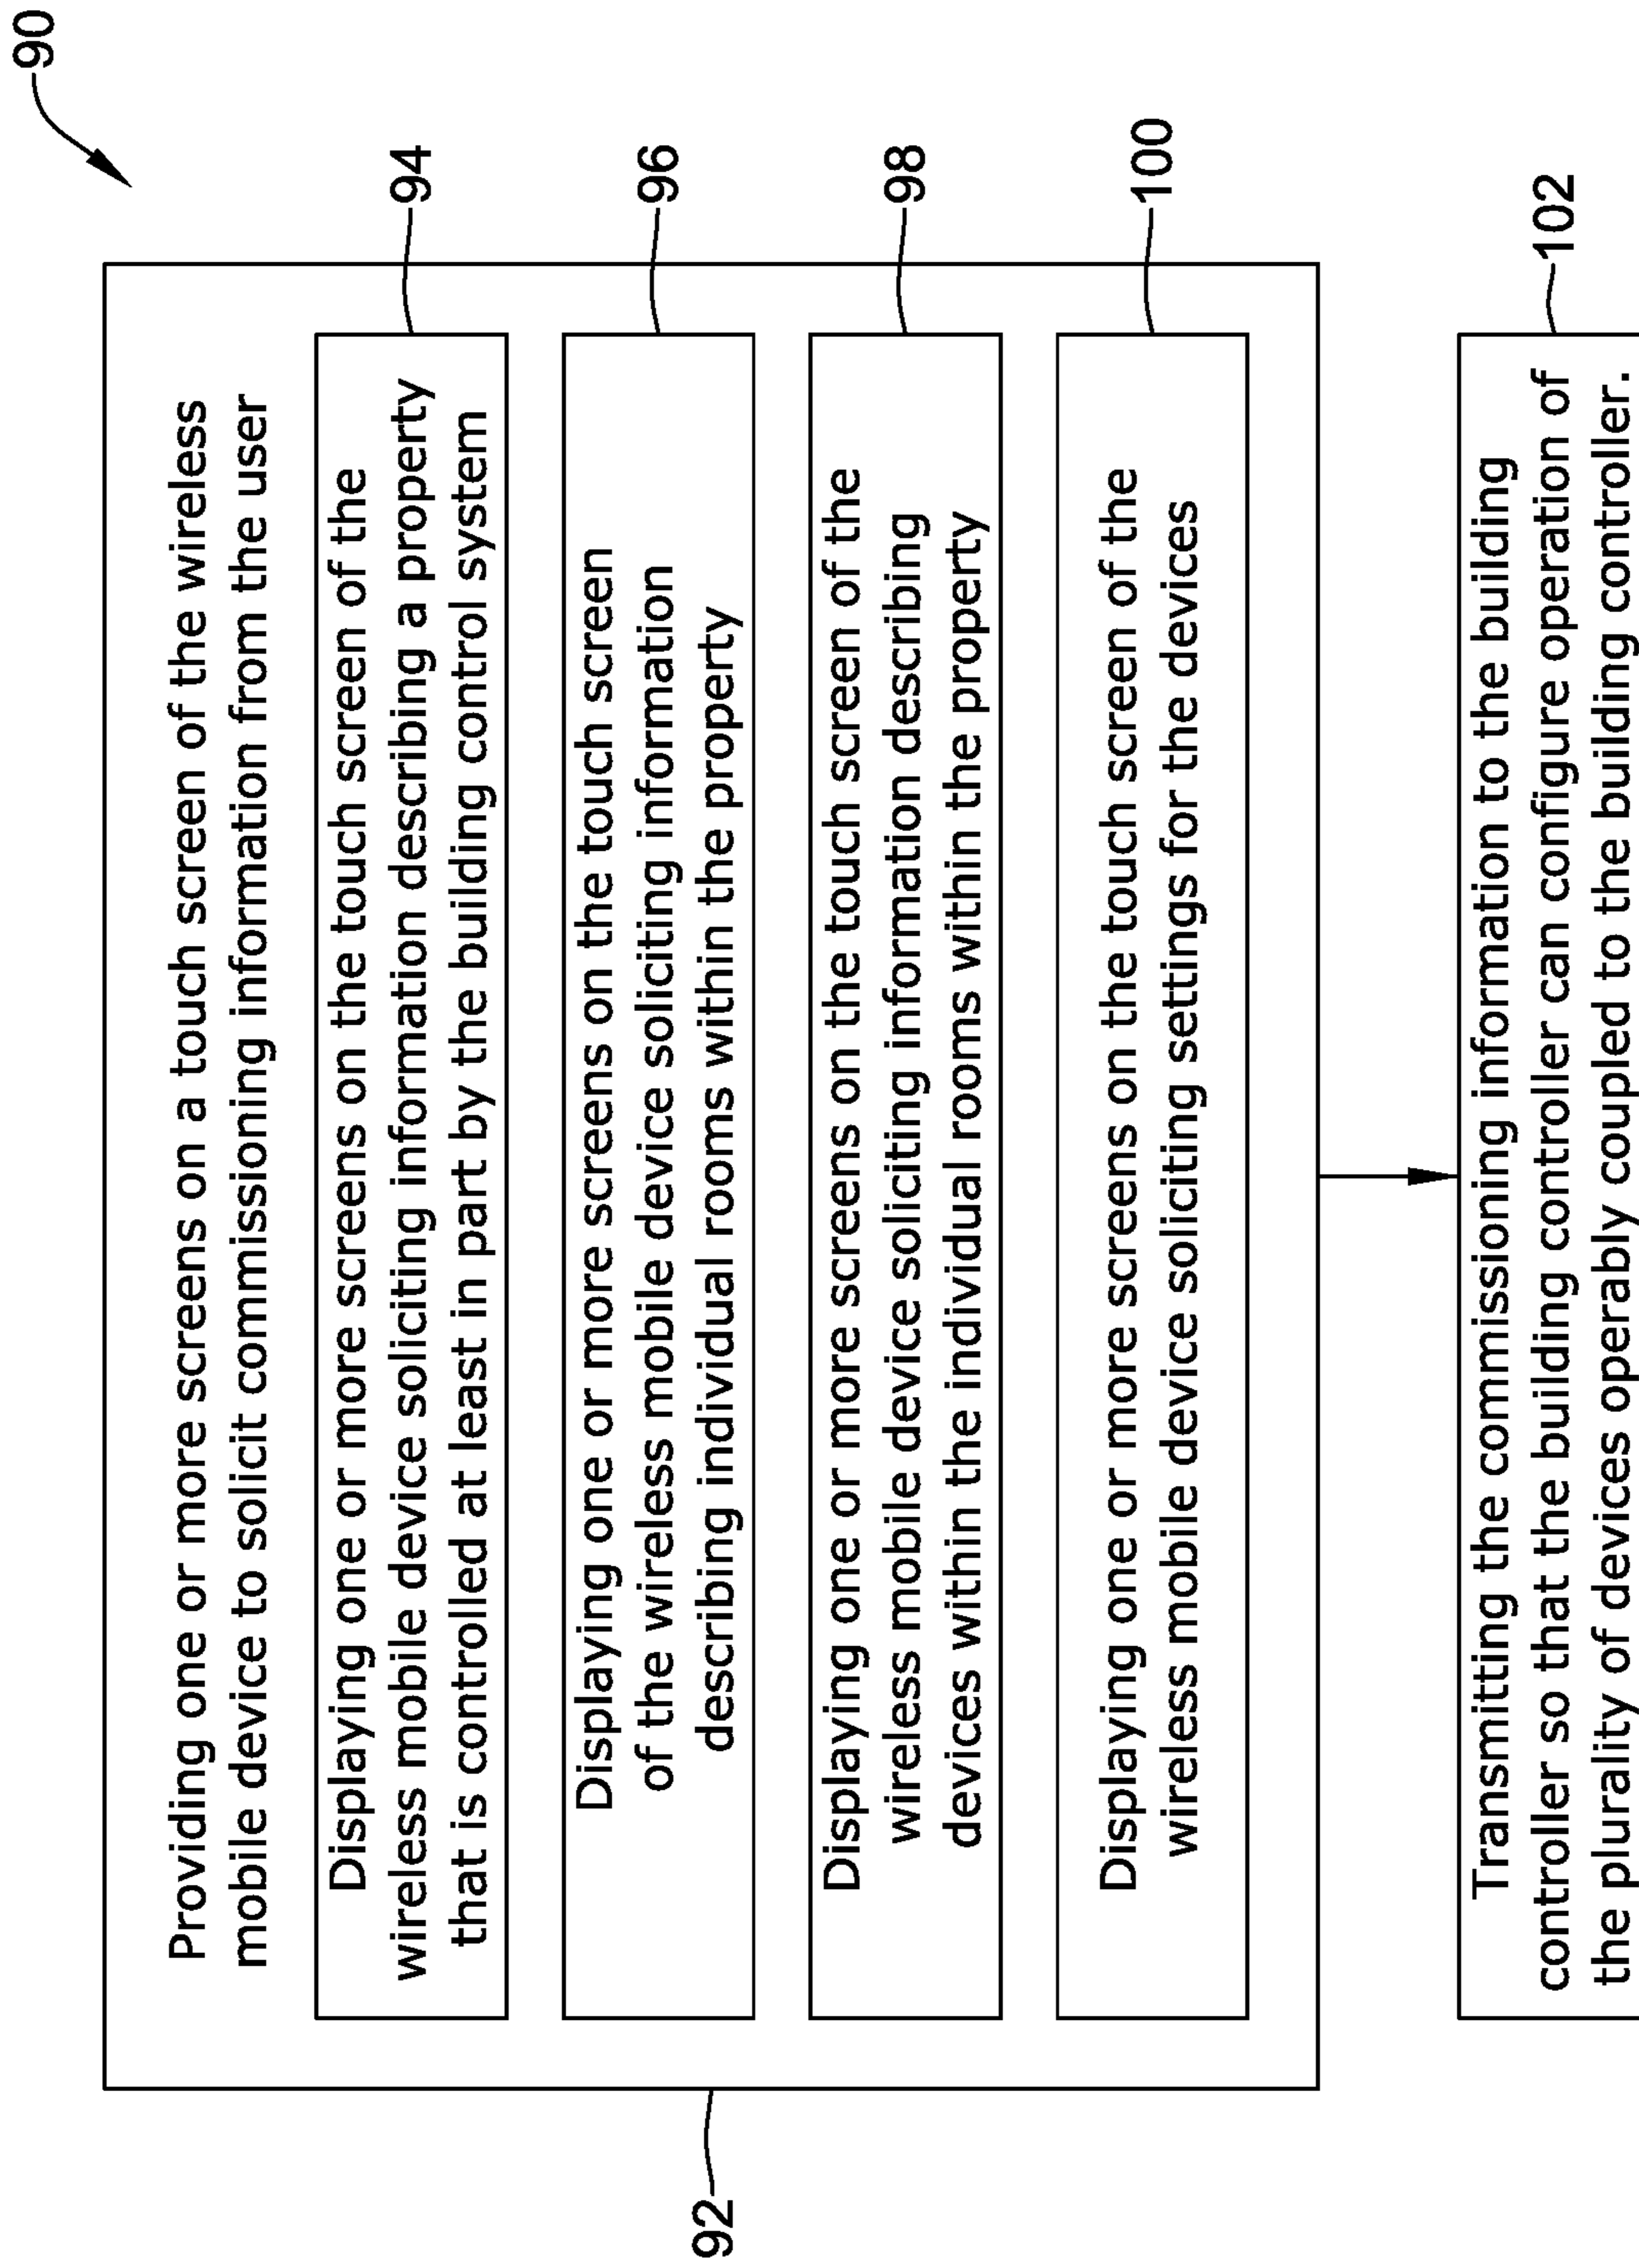 90
Providing one or more screens on a touch screen of the wireless
mobile device to solicit commissioning information from the user
92
Displaying one or more screens on the touch screen of the
wireless mobile device soliciting information describing a property
that is controlled at least in part by the building control system
94
Displaying one or more screens on the touch screen
of the wireless mobile device soliciting information
describing individual rooms within the property
96
Displaying one or more screens on the touch screen of the
wireless mobile device soliciting information describing
devices within the individual rooms within the property
98
Displaying one or more screens on the touch screen of the
wireless mobile device soliciting settings for the devices
100
Transmitting the commissioning information to the building
controller so that the building controller can configure operation of
the plurality of devices operably coupled to the building controller.
102